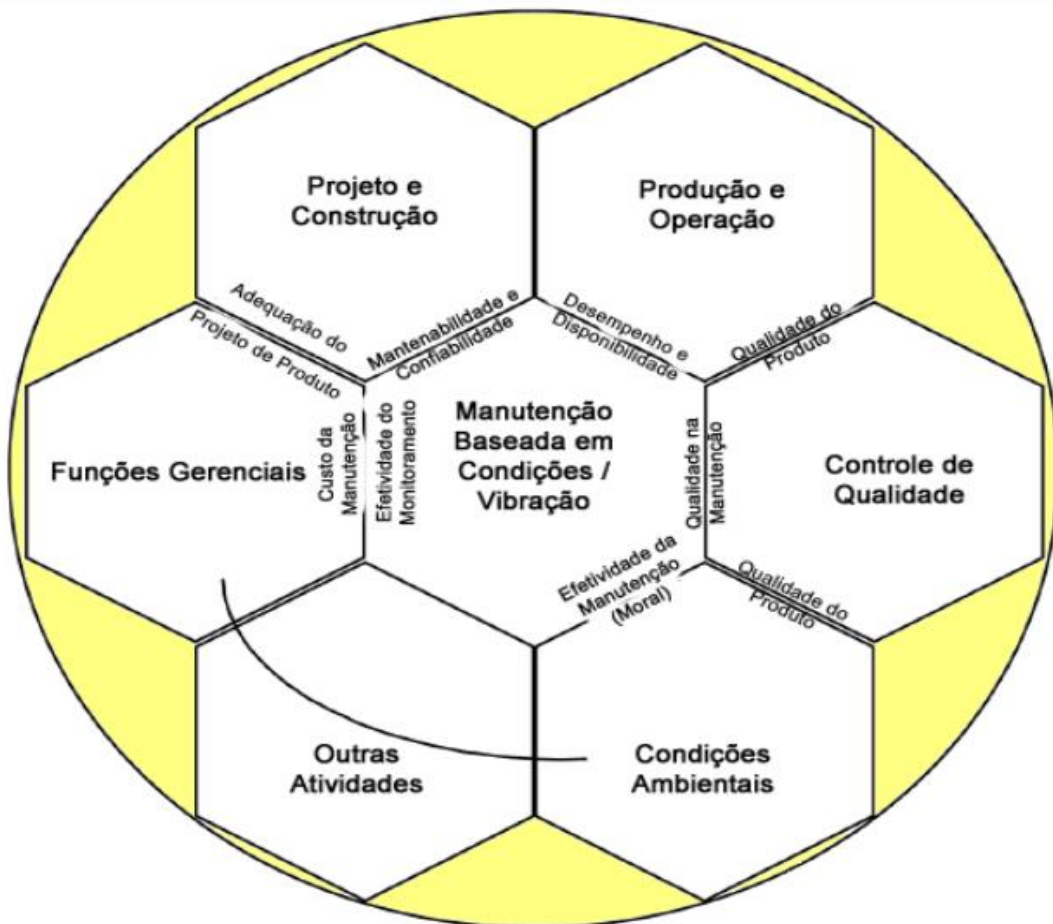 Projeto e
Construção
Produção e
Operação
Adequação do
Projeto de Produto
Mantenabilidade e
Confiabilidade
Desempenho e
Disponibilidade
Qualidade do
Produto
Funções Gerenciais
Custo da
Manutenção
Efetividade do
Monitoramento
Manutenção
Baseada em
Condições /
Vibração
Qualidade na
Manutenção
Controle de
Qualidade
Efetividade da
Manutenção
(Moral)
Qualidade do
Produto
Outras
Atividades
Condições
Ambientais